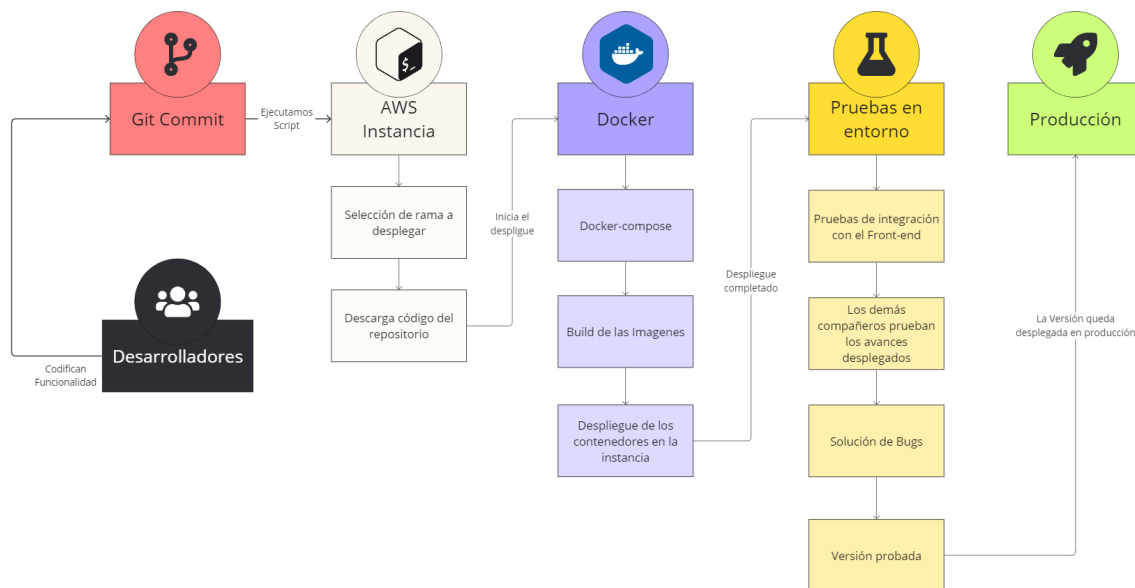 Git Commit
Ejecutamos
Script
$_
AWS
Instancia
Docker
Pruebas en
entorno
Producción
Selección de rama a
desplegar
Inicia el
despligue
Docker-compose
Pruebas de integración
con el Front-end
Despliegue
completado
Desarrolladores
Codifican
Funcionalidad
Descarga código del
repositorio
Build de las Imagenes
Los demás
compañeros prueban
los avances
desplegados
La Versión queda
desplegada en producción
Despliegue de los
contenedores en la
instancia
Solución de Bugs
Versión probada